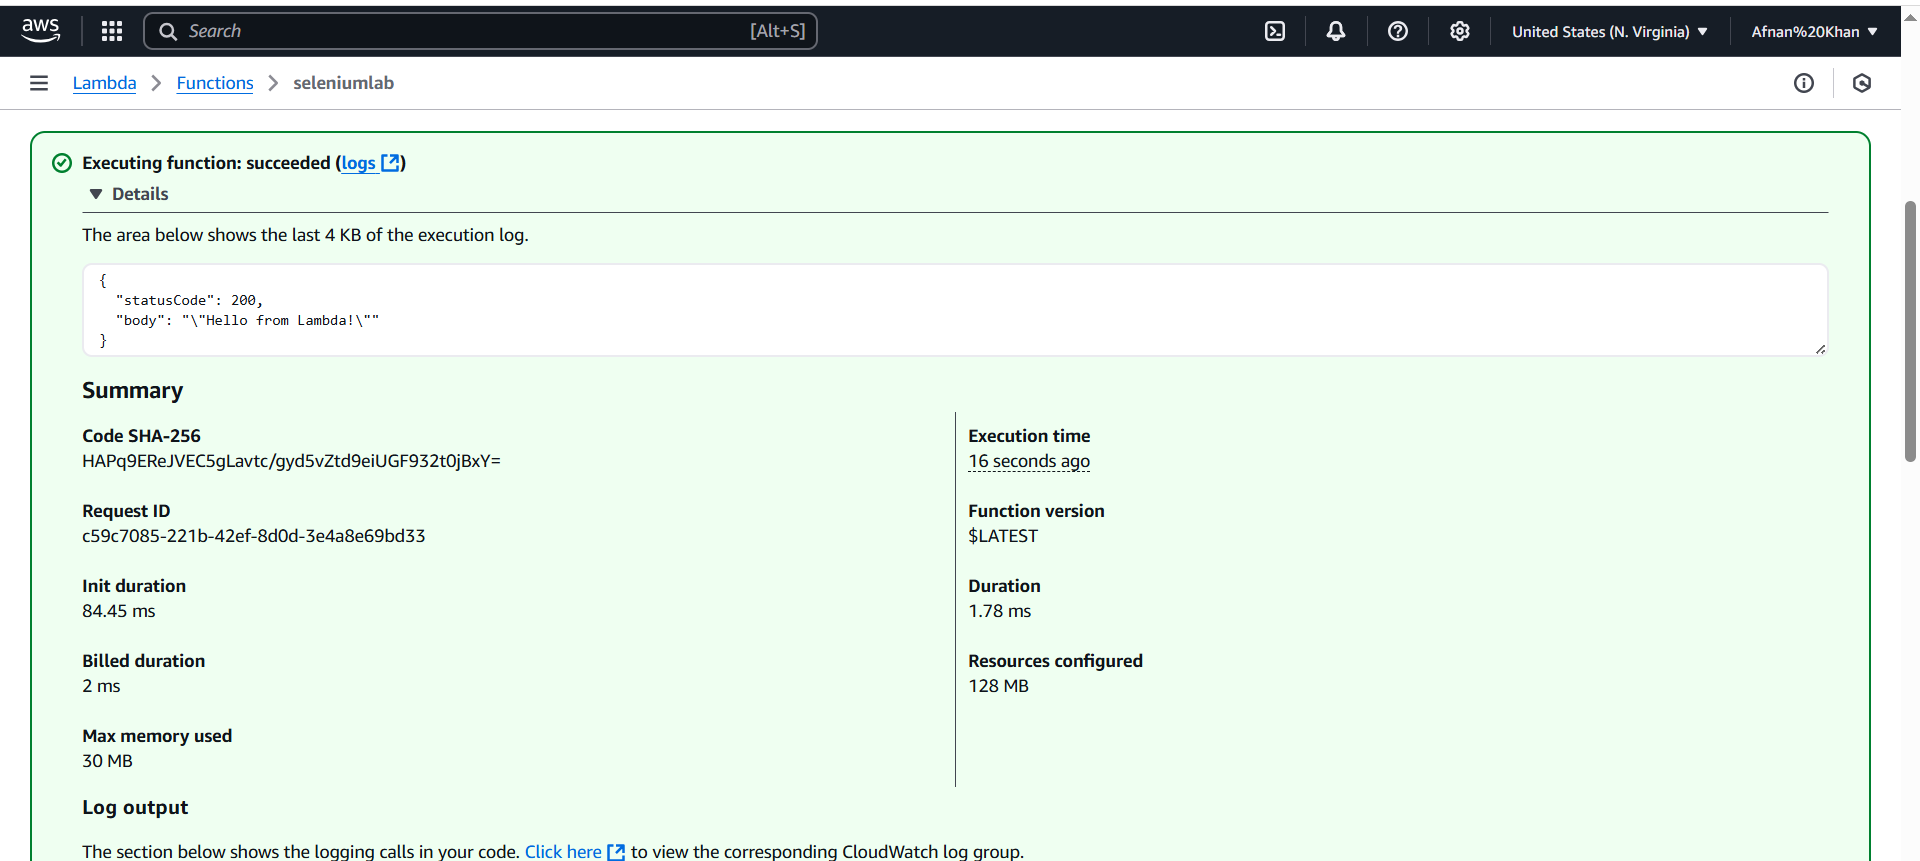 aws
Search [Alt+S]
United States (N. Virginia)
Afnan%20Khan
Lambda
Functions
seleniumlab
Executing function: succeeded (logs)
Details
The area below shows the last 4 KB of the execution log.
{
"statusCode": 200,
"body": "\"Hello from Lambda!\""
}
Summary
Code SHA-256
HAPq9EReJVEC5gLavtc/gyd5vZtd9eiUGF932t0jBxY=
Request ID
c59c7085-221b-42ef-8d0d-3e4a8e69bd33
Init duration
84.45 ms
Billed duration
2 ms
Max memory used
30 MB
Execution time
16 seconds ago
Function version
$LATEST
Duration
1.78 ms
Resources configured
128 MB
Log output
The section below shows the logging calls in your code. Click here to view the corresponding CloudWatch log group.